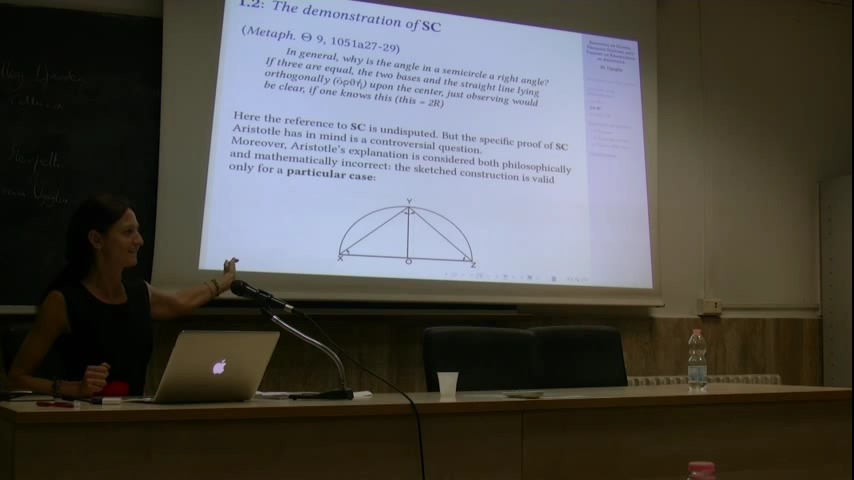 1.2: The demonstration of SC
(Metaph. Θ 9, 1051a27-29)
In general, why is the angle in a semicircle a right angle?
If three are equal, the two bases and the straight line lying
orthogonally (ὀρθή) upon the center, just observing would
be clear, if one knows this (this = 2R)
Here the reference to SC is undisputed. But the specific proof of SC
Aristotle has in mind is a controversial question.
Moreover, Aristotle's explanation is considered both philosophically
and mathematically incorrect: the sketched construction is valid
only for a particular case:
Y
X
O
Z